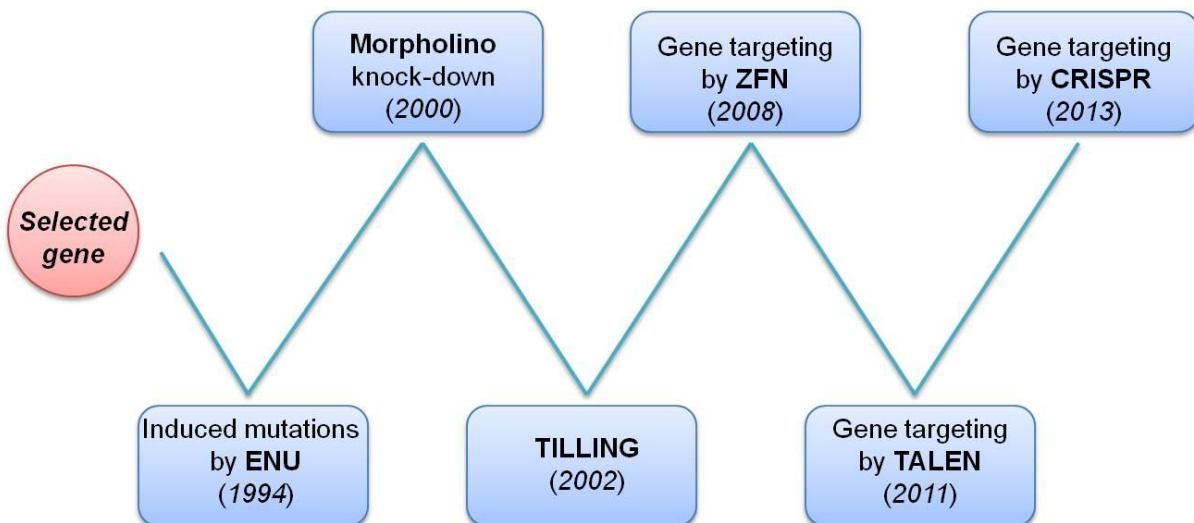 Selected
gene
Induced mutations
by ENU
(1994)
Morpholino
knock-down
(2000)
TILLING
(2002)
Gene targeting
by ZFN
(2008)
Gene targeting
by TALEN
(2011)
Gene targeting
by CRISPR
(2013)